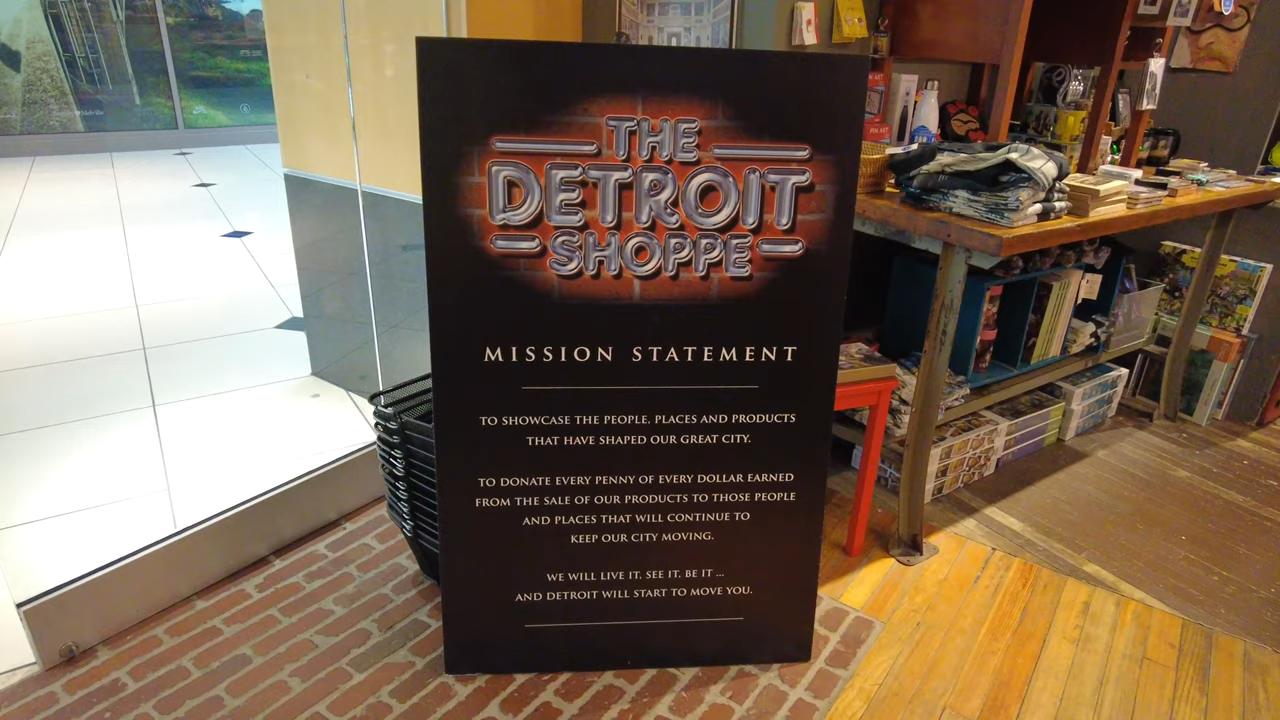 THE
DETROIT
SHOPPE
MISSION STATEMENT
TO SHOWCASE THE PEOPLE, PLACES AND PRODUCTS
THAT HAVE SHAPED OUR GREAT CITY.
TO DONATE EVERY PENNY OF EVERY DOLLAR EARNED
FROM THE SALE OF OUR PRODUCTS TO THOSE PEOPLE
AND PLACES THAT WILL CONTINUE TO
KEEP OUR CITY MOVING.
WE WILL LIVE IT, SEE IT, BE IT ...
AND DETROIT WILL START TO MOVE YOU.
PIN ART